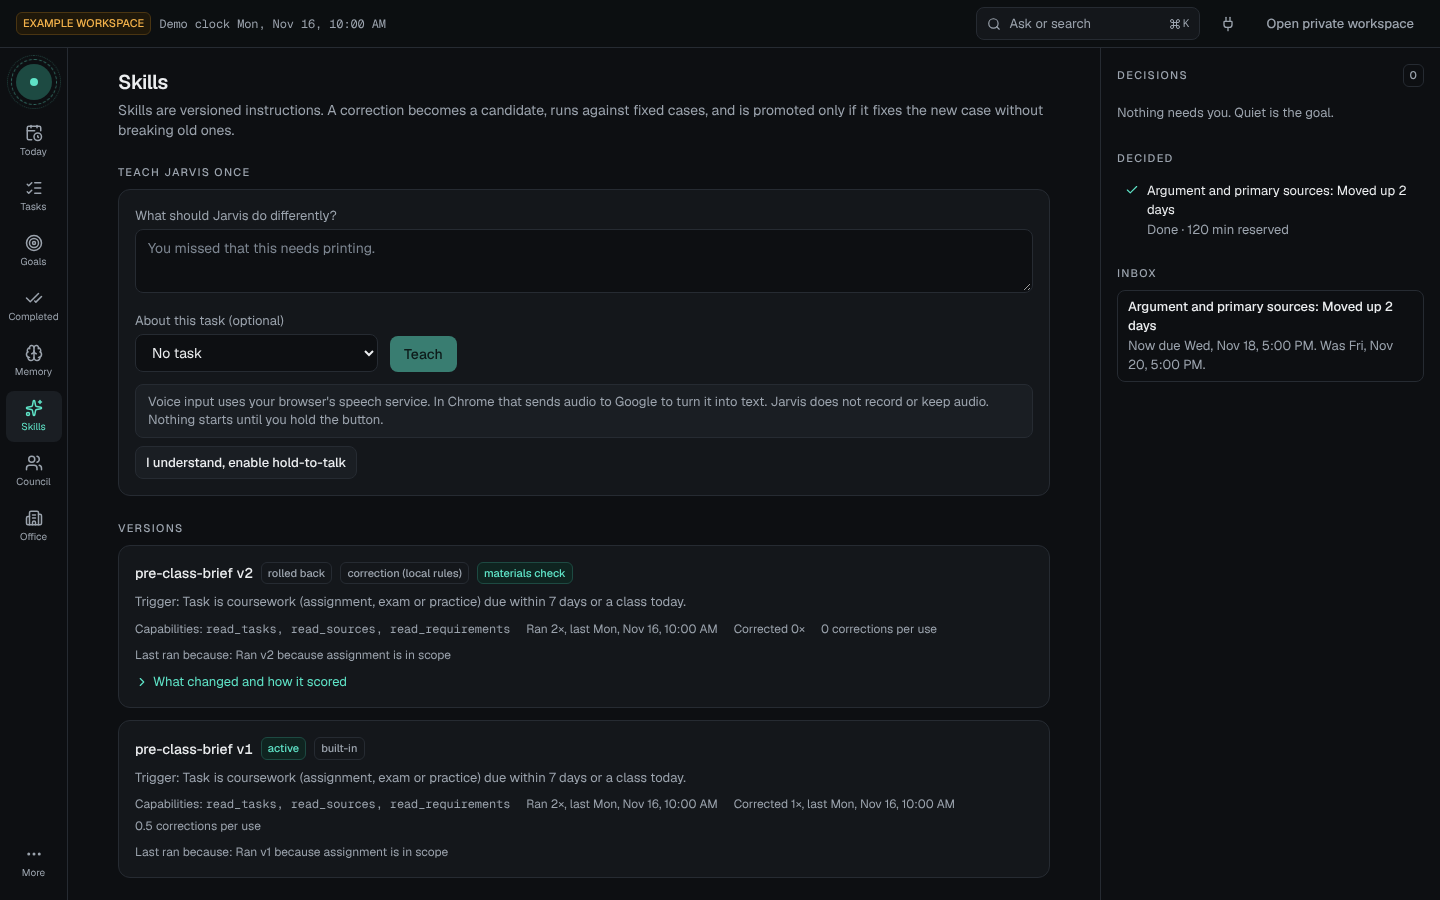 EXAMPLE WORKSPACE Demo clock Mon, Nov 16, 10:00 AM
Ask or search ⌘K
Open private workspace
Today
Tasks
Goals
Completed
Memory
Skills
Council
Office
More
Skills
Skills are versioned instructions. A correction becomes a candidate, runs against fixed cases, and is promoted only if it fixes the new case without
breaking old ones.
TEACH JARVIS ONCE
What should Jarvis do differently?
You missed that this needs printing.
About this task (optional)
No task
Teach
Voice input uses your browser's speech service. In Chrome that sends audio to Google to turn it into text. Jarvis does not record or keep audio.
Nothing starts until you hold the button.
I understand, enable hold-to-talk
VERSIONS
pre-class-brief v2 rolled back correction (local rules) materials check
Trigger: Task is coursework (assignment, exam or practice) due within 7 days or a class today.
Capabilities: read_tasks, read_sources, read_requirements Ran 2×, last Mon, Nov 16, 10:00 AM Corrected 0× 0 corrections per use
Last ran because: Ran v2 because assignment is in scope
What changed and how it scored
pre-class-brief v1 active built-in
Trigger: Task is coursework (assignment, exam or practice) due within 7 days or a class today.
Capabilities: read_tasks, read_sources, read_requirements Ran 2×, last Mon, Nov 16, 10:00 AM Corrected 1×, last Mon, Nov 16, 10:00 AM
0.5 corrections per use
Last ran because: Ran v1 because assignment is in scope
DECISIONS 0
Nothing needs you. Quiet is the goal.
DECIDED
Argument and primary sources: Moved up 2
days
Done · 120 min reserved
INBOX
Argument and primary sources: Moved up 2
days
Now due Wed, Nov 18, 5:00 PM. Was Fri, Nov
20, 5:00 PM.